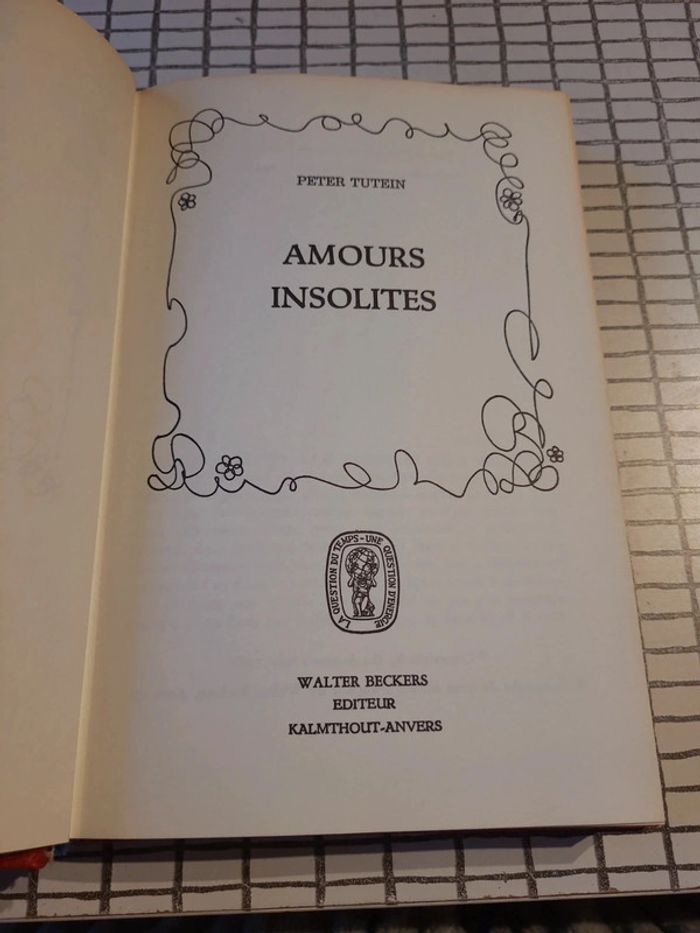 PETER TUTEIN
AMOURS
INSOLITES
LA QUESTION DU TEMPS - UNE QUESTION D'ENERGIE
WALTER BECKERS
EDITEUR
KALMTHOUT-ANVERS